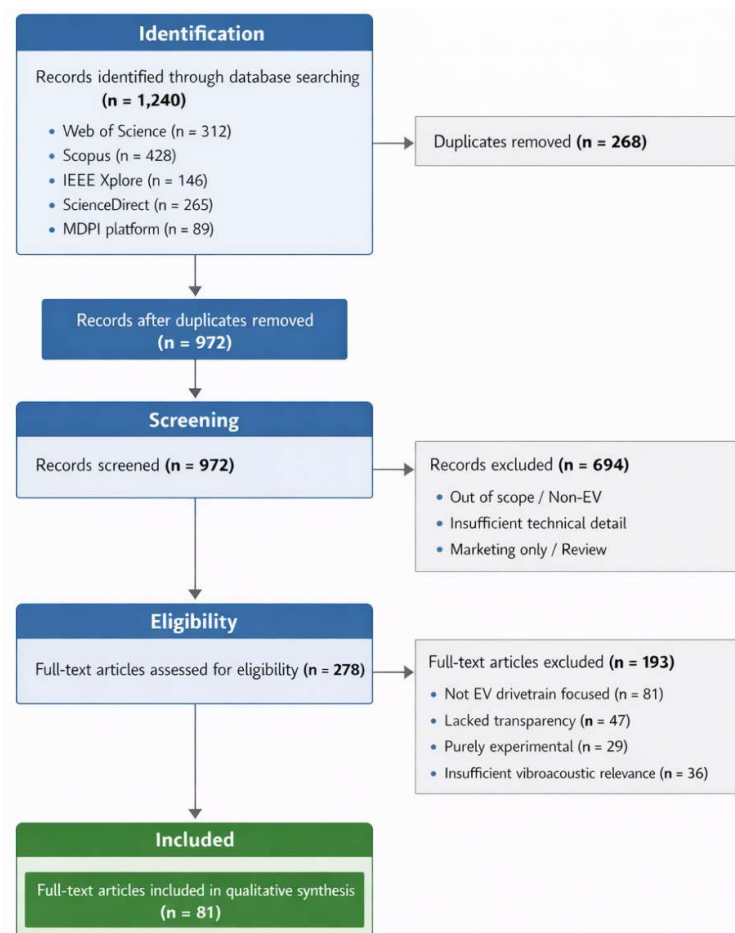 Identification
Records identified through database searching
(n = 1,240)
• Web of Science (n = 312)
• Scopus (n = 428)
• IEEE Xplore (n = 146)
• ScienceDirect (n = 265)
• MDPI platform (n = 89)
Duplicates removed (n = 268)
Records after duplicates removed
(n = 972)
Screening
Records screened (n = 972)
Records excluded (n = 694)
• Out of scope / Non-EV
• Insufficient technical detail
• Marketing only / Review
Eligibility
Full-text articles assessed for eligibility (n = 278)
Full-text articles excluded (n = 193)
• Not EV drivetrain focused (n = 81)
• Lacked transparency (n = 47)
• Purely experimental (n = 29)
• Insufficient vibroacoustic relevance (n = 36)
Included
Full-text articles included in qualitative synthesis
(n = 81)